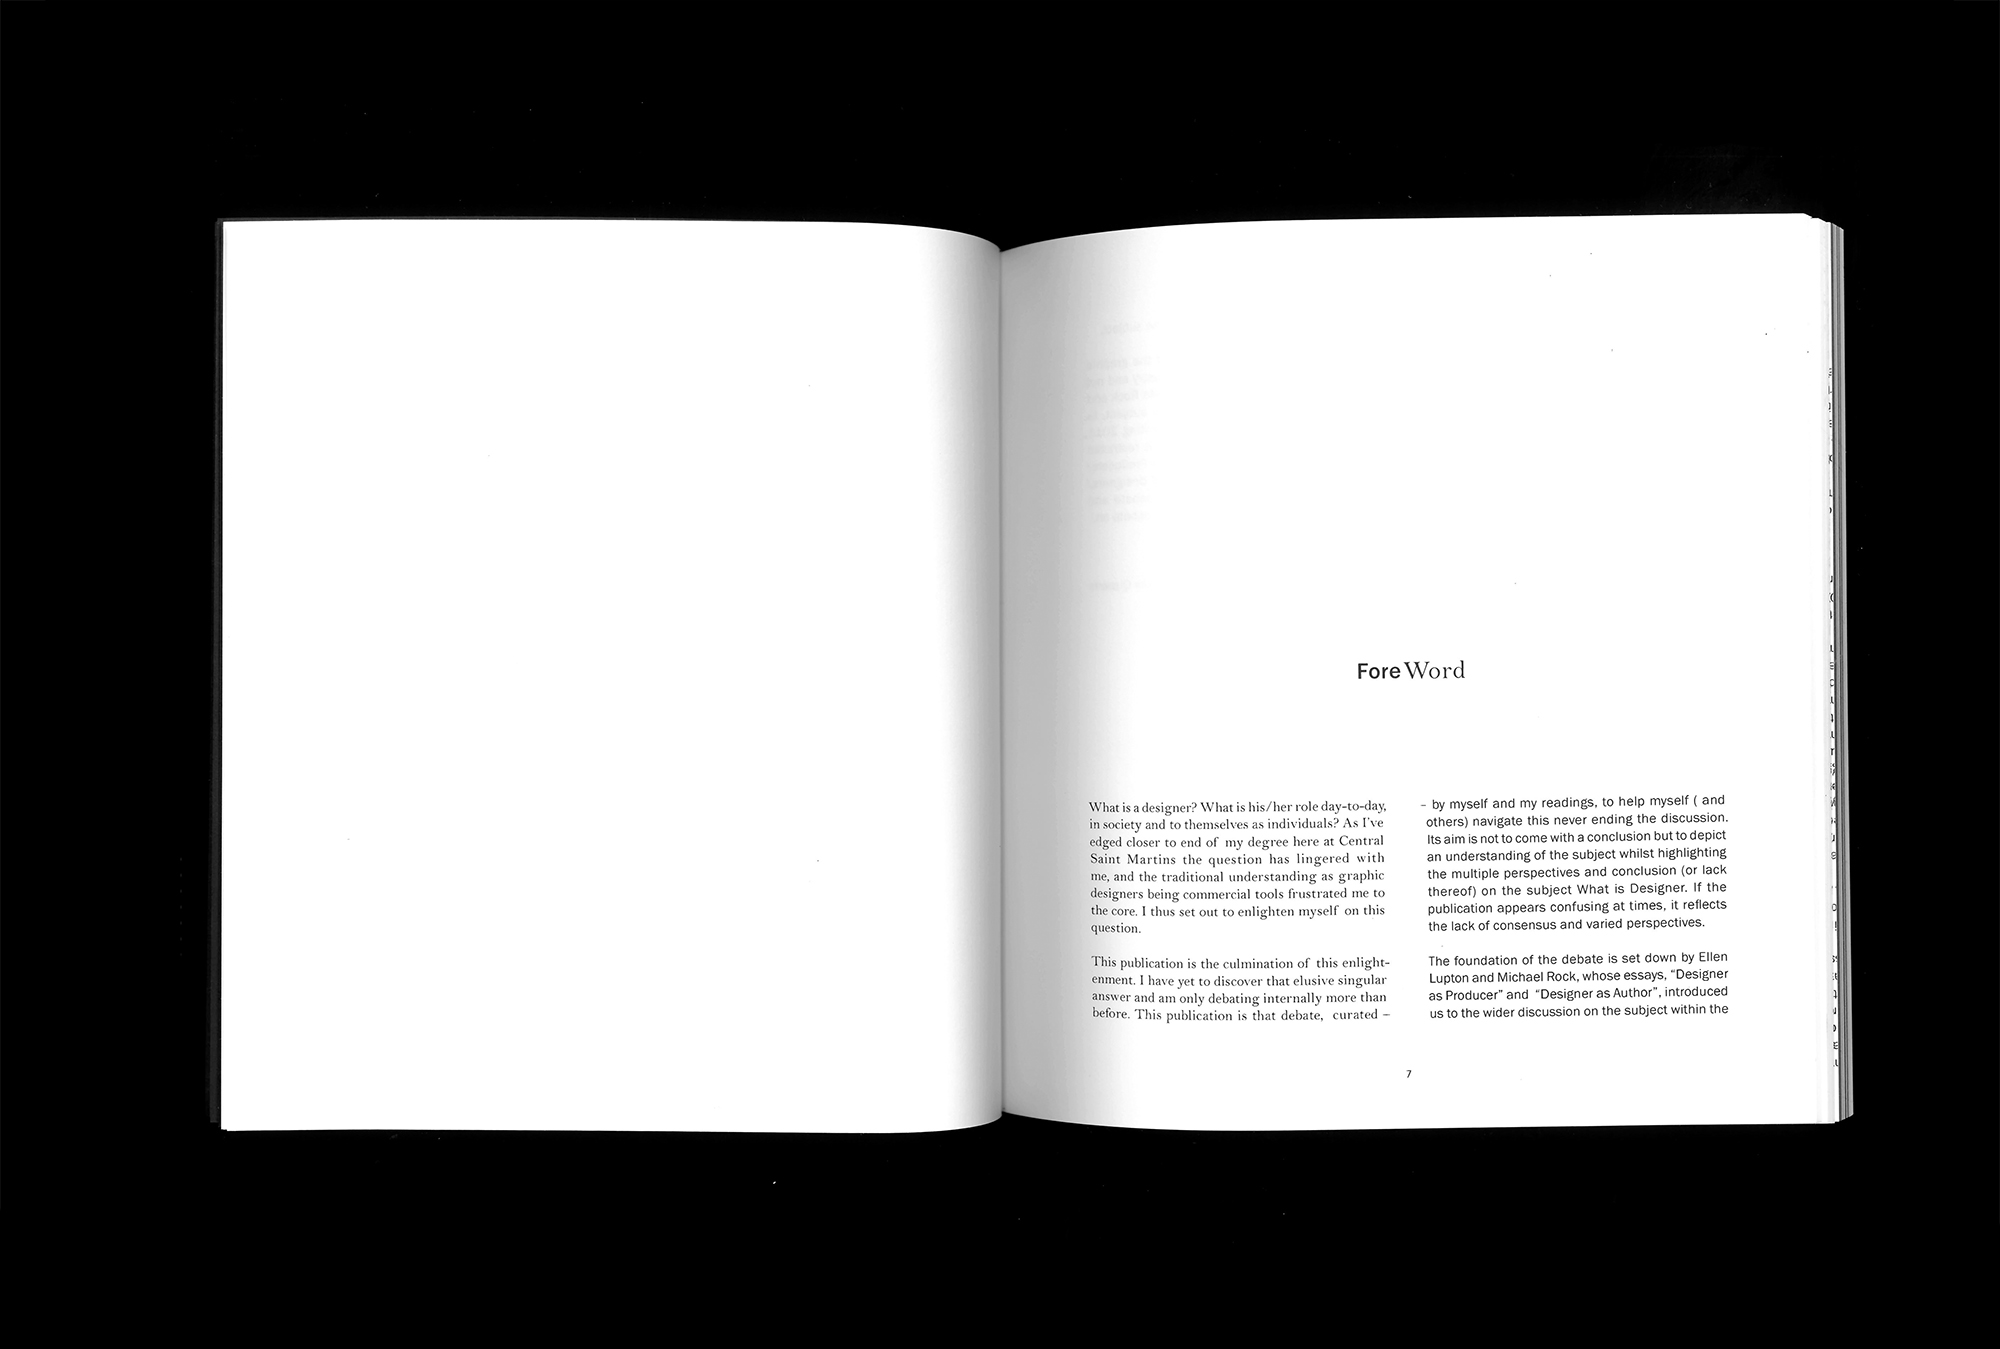 ForeWord
What is a designer? What is his/her role day-to-day,
in society and to themselves as individuals? As I've
edged closer to end of my degree here at Central
Saint Martins the question has lingered with
me, and the traditional understanding as graphic
designers being commercial tools frustrated me to
the core. I thus set out to enlighten myself on this
question.
This publication is the culmination of this enlight-
enment. I have yet to discover that elusive singular
answer and am only debating internally more than
before. This publication is that debate, curated –
– by myself and my readings, to help myself ( and
others) navigate this never ending the discussion.
Its aim is not to come with a conclusion but to depict
an understanding of the subject whilst highlighting
the multiple perspectives and conclusion (or lack
thereof) on the subject What is Designer. If the
publication appears confusing at times, it reflects
the lack of consensus and varied perspectives.
The foundation of the debate is set down by Ellen
Lupton and Michael Rock, whose essays, “Designer
as Producer” and “Designer as Author”, introduced
us to the wider discussion on the subject within the
7